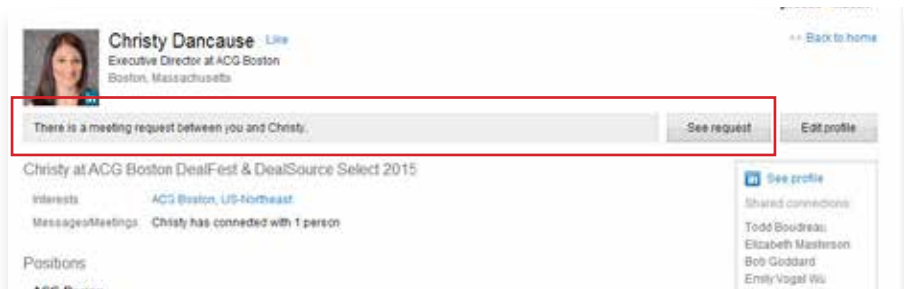 Christy Dancause Like
<< Back to home
Executive Director at ACG Boston
Boston, Massachusetts
in
There is a meeting request between you and Christy.
See request
Edit profile
Christy at ACG Boston DealFest & DealSource Select 2015
Interests ACG Boston, US-Northeast
Messages/Meetings Christy has connected with 1 person
Positions
in See profile
Shared connections
Todd Boudreau
Elizabeth Masterson
Bob Goddard
Emily Vogel Wu